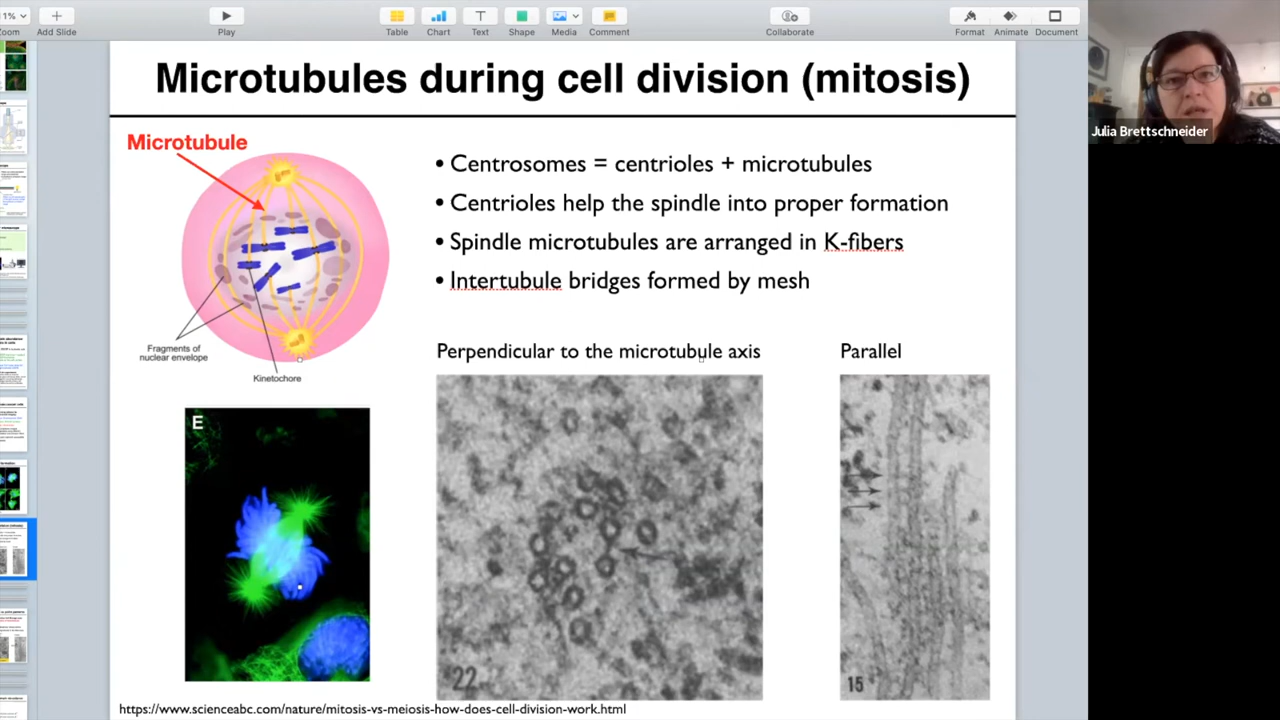 1%
Zoom
Add Slide
Play
Table
Chart
Text
Shape
Media
Comment
Collaborate
Format
Animate
Document
Julia Brettschneider
Microtubules during cell division (mitosis)
Microtubule
Fragments of
nuclear envelope
Kinetochore
• Centrosomes = centrioles + microtubules
• Centrioles help the spindle into proper formation
• Spindle microtubules are arranged in K-fibers
• Intertubule bridges formed by mesh
Perpendicular to the microtubule axis
Parallel
E
22
15
https://www.scienceabc.com/nature/mitosis-vs-meiosis-how-does-cell-division-work.html